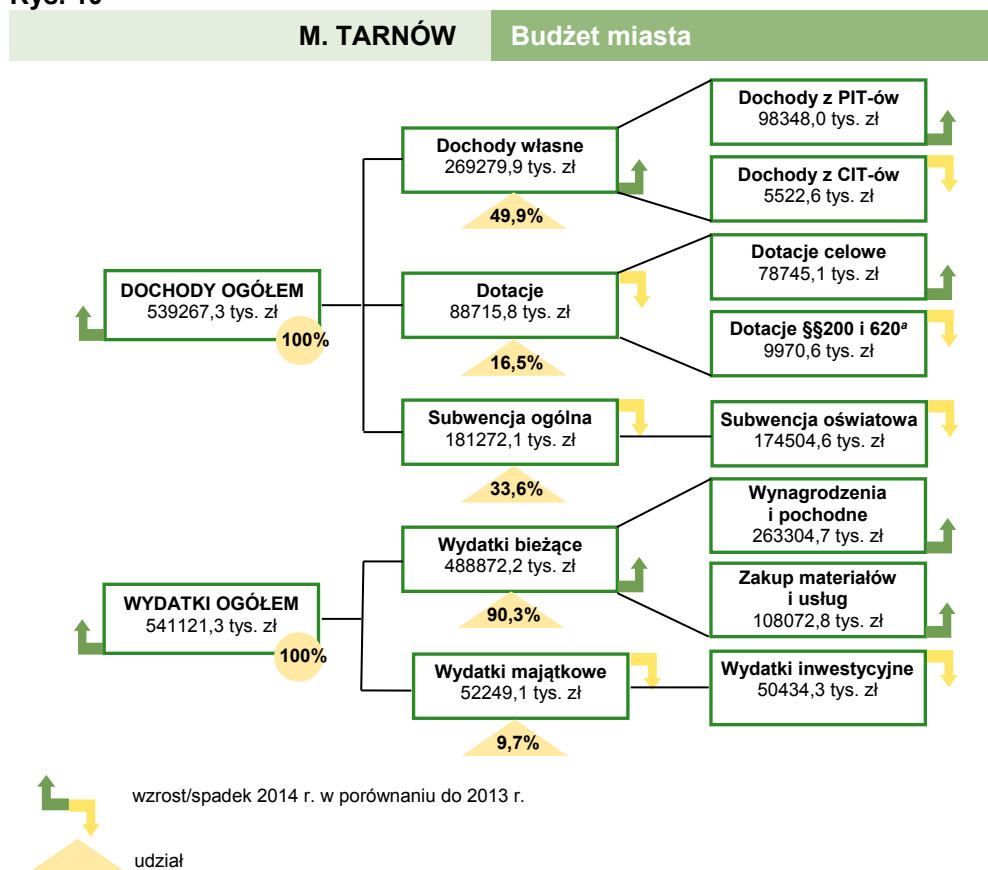 M. TARNÓW
Budżet miasta
Dochody z PIT-ów
98348,0 tys. zł
Dochody własne
269279,9 tys. zł
49,9%
Dochody z CIT-ów
5522,6 tys. zł
DOCHODY OGÓŁEM
539267,3 tys. zł
100%
Dotacje
88715,8 tys. zł
16,5%
Dotacje celowe
78745,1 tys. zł
Dotacje §§200 i 620a
9970,6 tys. zł
Subwencja ogólna
181272,1 tys. zł
33,6%
Subwencja oświatowa
174504,6 tys. zł
WYDATKI OGÓŁEM
541121,3 tys. zł
100%
Wydatki bieżące
488872,2 tys. zł
90,3%
Wynagrodzenia
i pochodne
263304,7 tys. zł
Zakup materiałów
i usług
108072,8 tys. zł
Wydatki majątkowe
52249,1 tys. zł
9,7%
Wydatki inwestycyjne
50434,3 tys. zł
wzrost/spadek 2014 r. w porównaniu do 2013 r.
udział